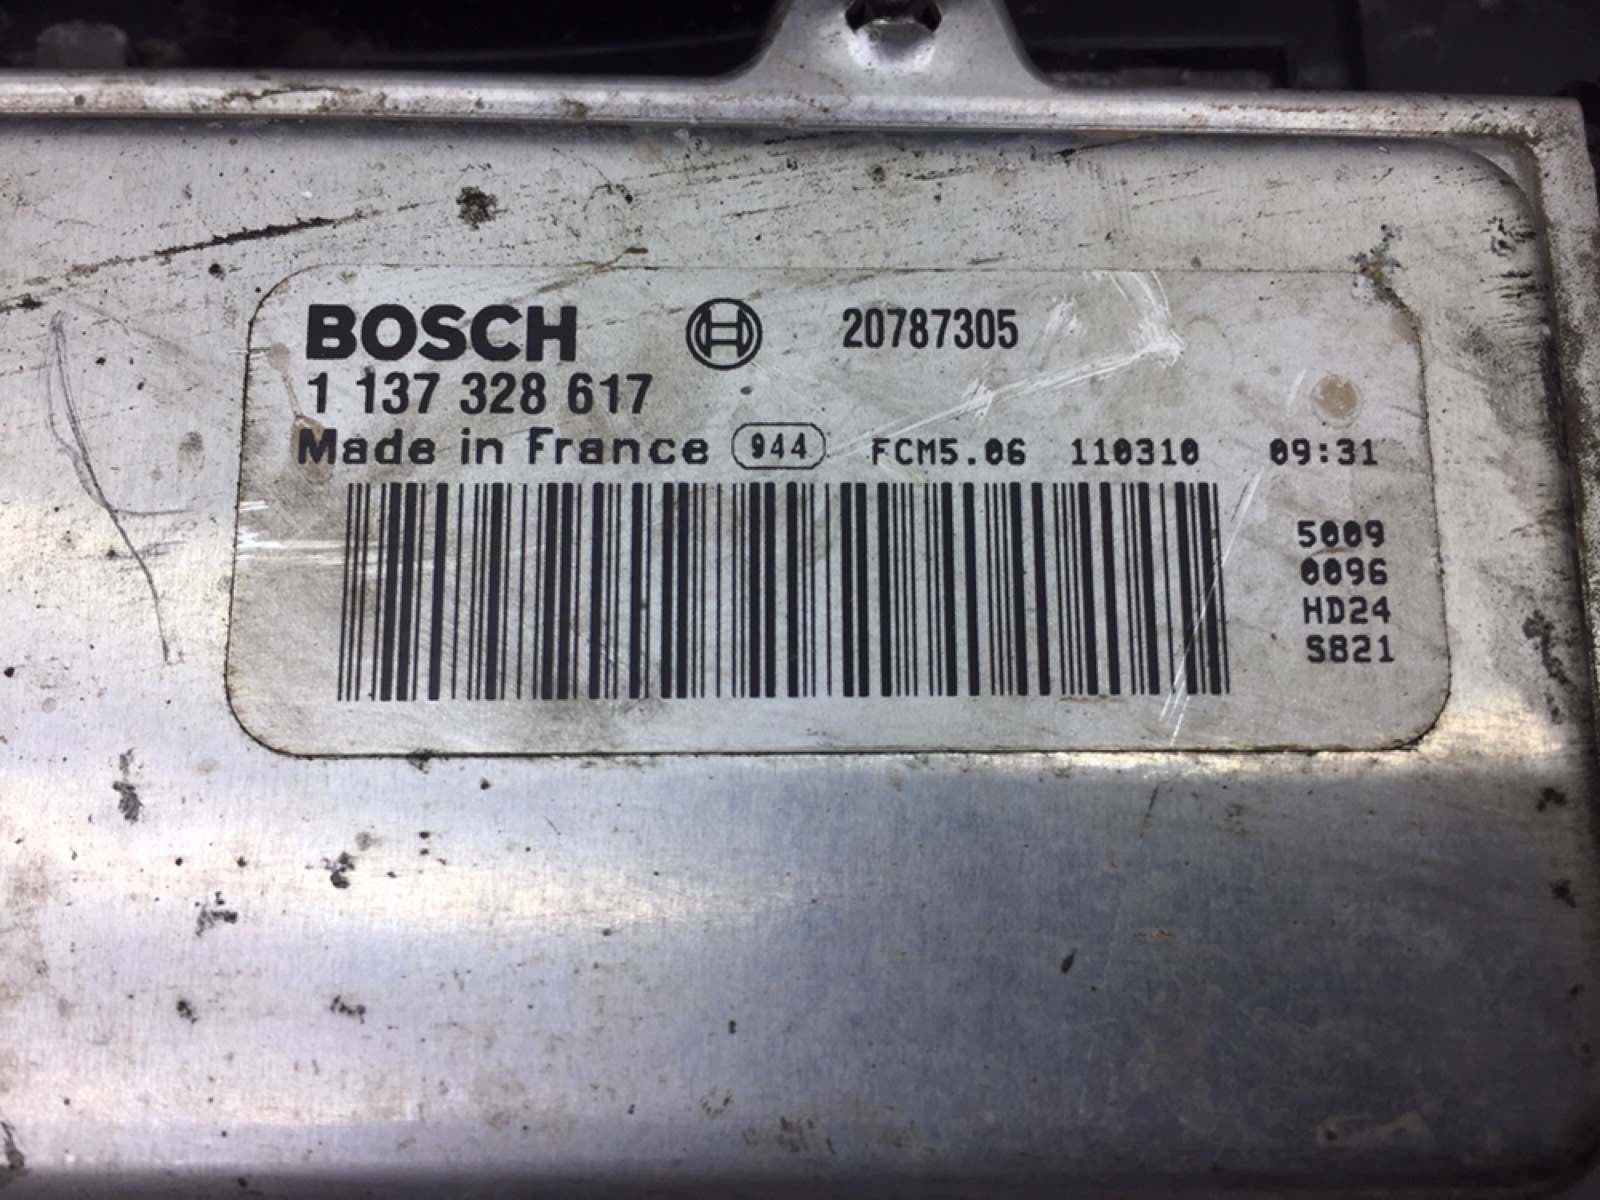 BOSCH 20787305
1 137 328 617
Made in France 944 FCM5.06 110310 09:31
5009
0096
HD24
S821